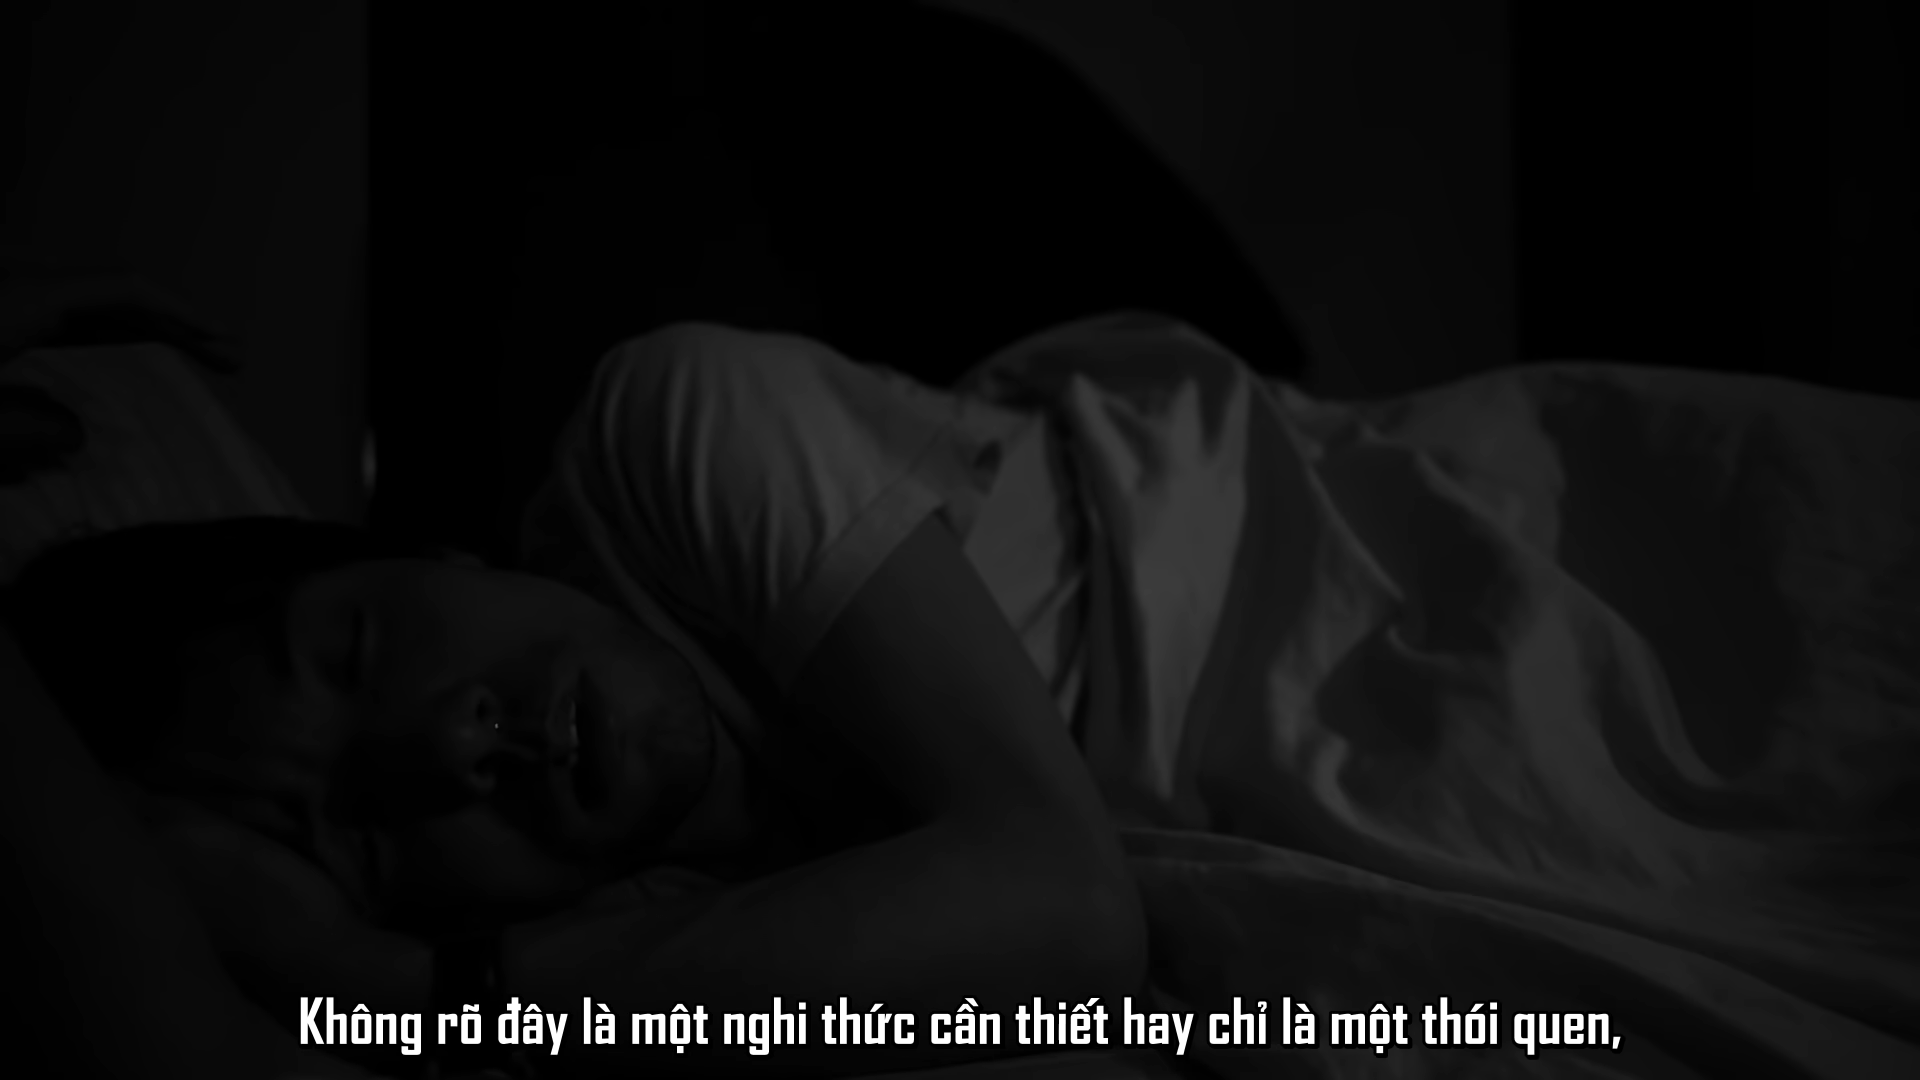 Không rõ đây là một nghi thức cần thiết hay chỉ là một thói quen,